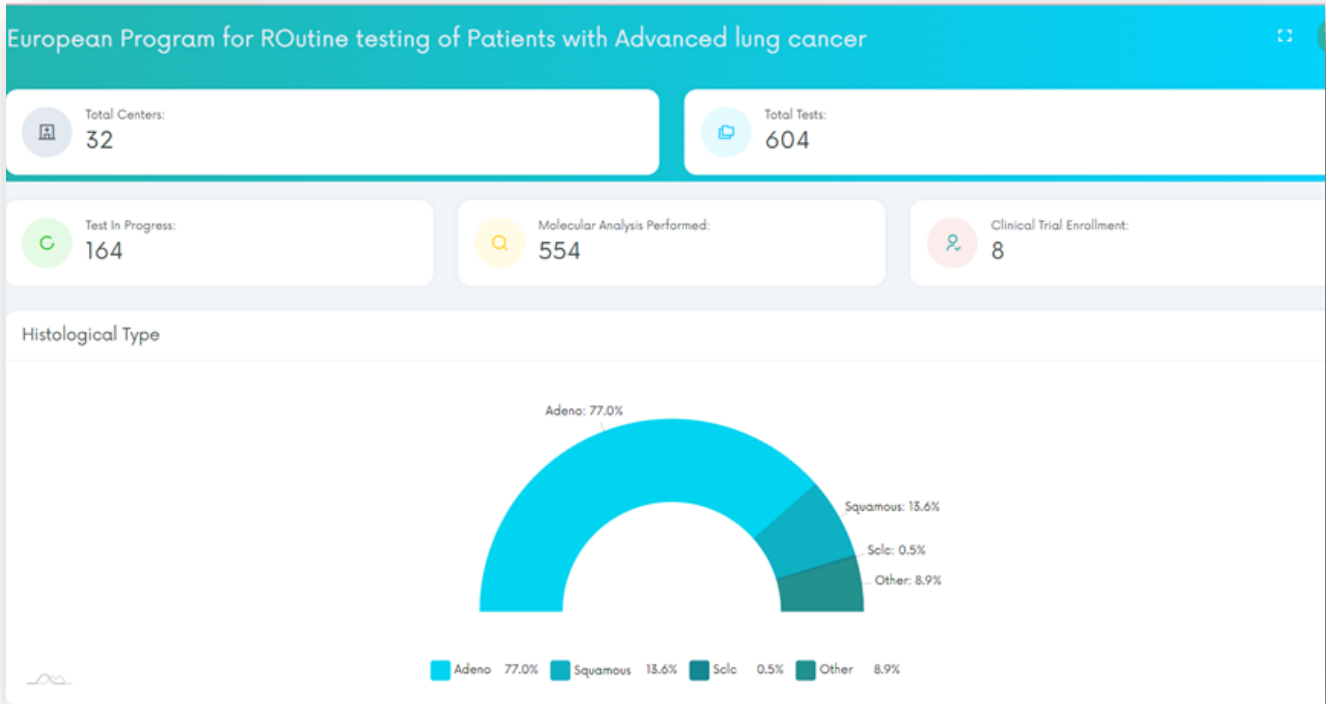 European Program for ROutine testing of Patients with Advanced lung cancer
Total Centers:
32
Total Tests:
604
Test In Progress:
164
Molecular Analysis Performed:
554
Clinical Trial Enrollment:
8
Histological Type
Adeno: 77.0%
Squamous: 13.6%
Sclc: 0.5%
Other: 8.9%
Adeno 77.0% Squamous 13.6% Sclc 0.5% Other 8.9%